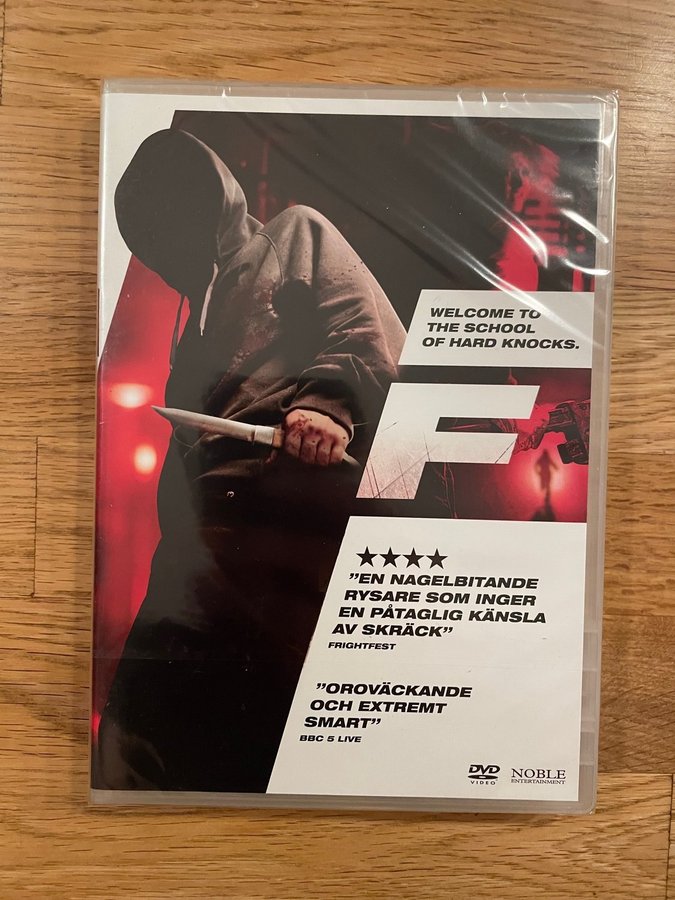 WELCOME TO
THE SCHOOL
OF HARD KNOCKS.
F
”EN NAGELBITANDE
RYSARE SOM INGER
EN PÅTAGLIG KÄNSLA
AV SKRÄCK”
FRIGHTFEST
”OROVÄCKANDE
OCH EXTREMT
SMART”
BBC 5 LIVE
DVD
VIDEO
NOBLE
ENTERTAINMENT